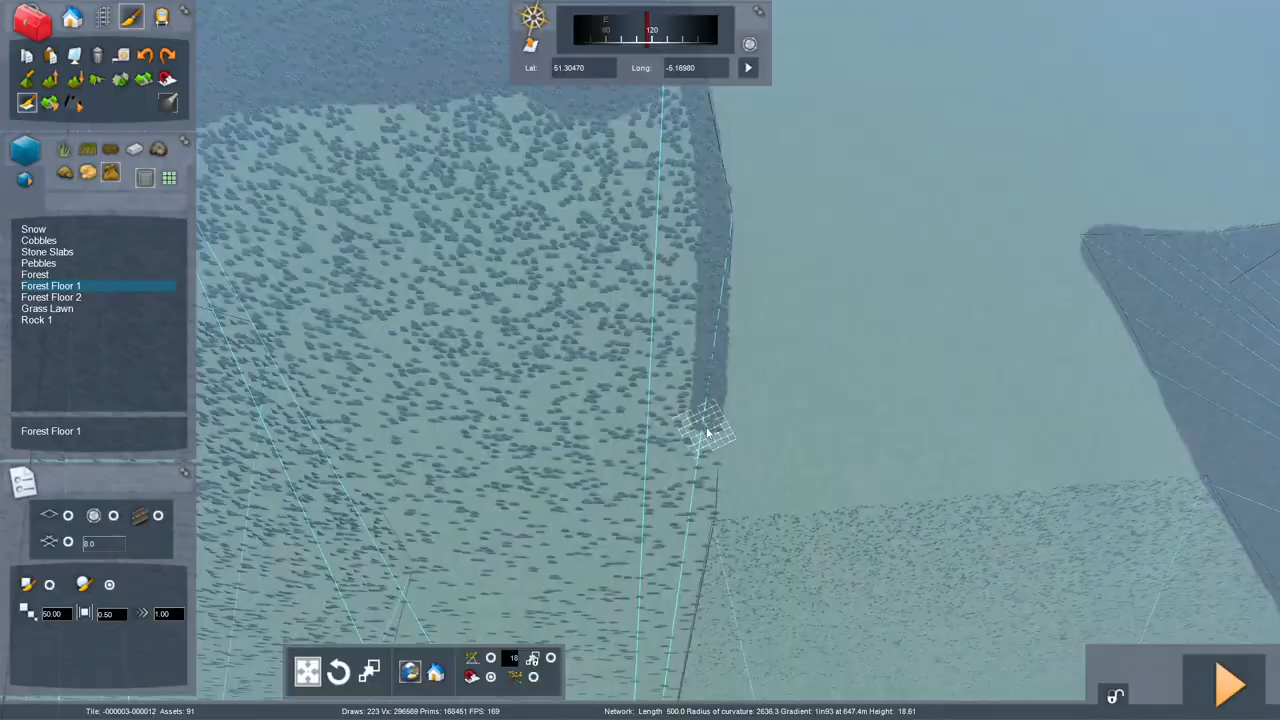 E
90
120
Lat:
51.30470
Long:
-5.16980
Snow
Cobbles
Stone Slabs
Pebbles
Forest
Forest Floor 1
Forest Floor 2
Grass Lawn
Rock 1
Forest Floor 1
8.0
50.00
0.50
1.00
18
Tile: -000003-000012 Assets: 91
Draws: 223 Vx: 296569 Prims: 168451 FPS: 169
Network: Length 500.0 Radius of curvature: 2636.3 Gradient: 1in93 at 647.4m Height: 18.61